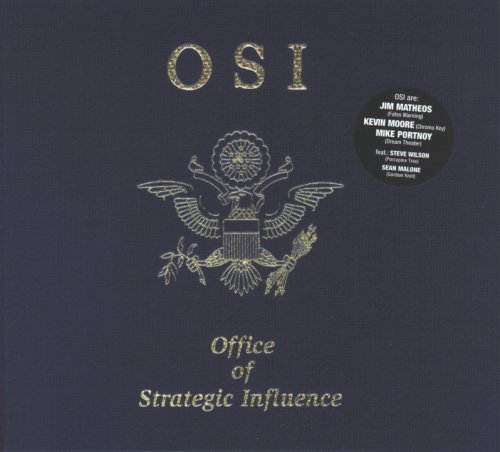 OSI
OSI are:
JIM MATHEOS
(Fates Warning)
KEVIN MOORE (Chroma Key)
MIKE PORTNOY
(Dream Theater)
feat.: STEVE WILSON
(Porcupine Tree)
SEAN MALONE
(Gordian Knot)
Office
of
Strategic Influence